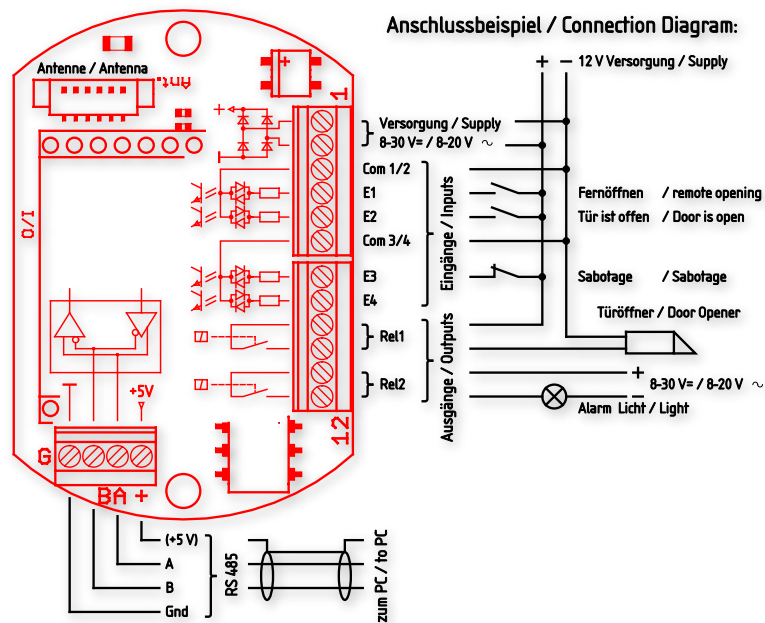 Anschlussbeispiel / Connection Diagram:
+ − 12 V Versorgung / Supply
Antenne / Antenna
Ant.
+
1
+
Versorgung / Supply
8-30 V= / 8-20 V ~
Com 1/2
E1
E2
Com 3/4
E3
E4
Eingänge / Inputs
Fernöffnen / remote opening
Tür ist offen / Door is open
Sabotage / Sabotage
O/I
Türöffner / Door Opener
Rel1
Rel2
Ausgänge / Outputs
+
8-30 V= / 8-20 V ~
−
Alarm Licht / Light
+5V
12
G
BA +
(+5 V)
A
B
Gnd
RS 485
zum PC / to PC